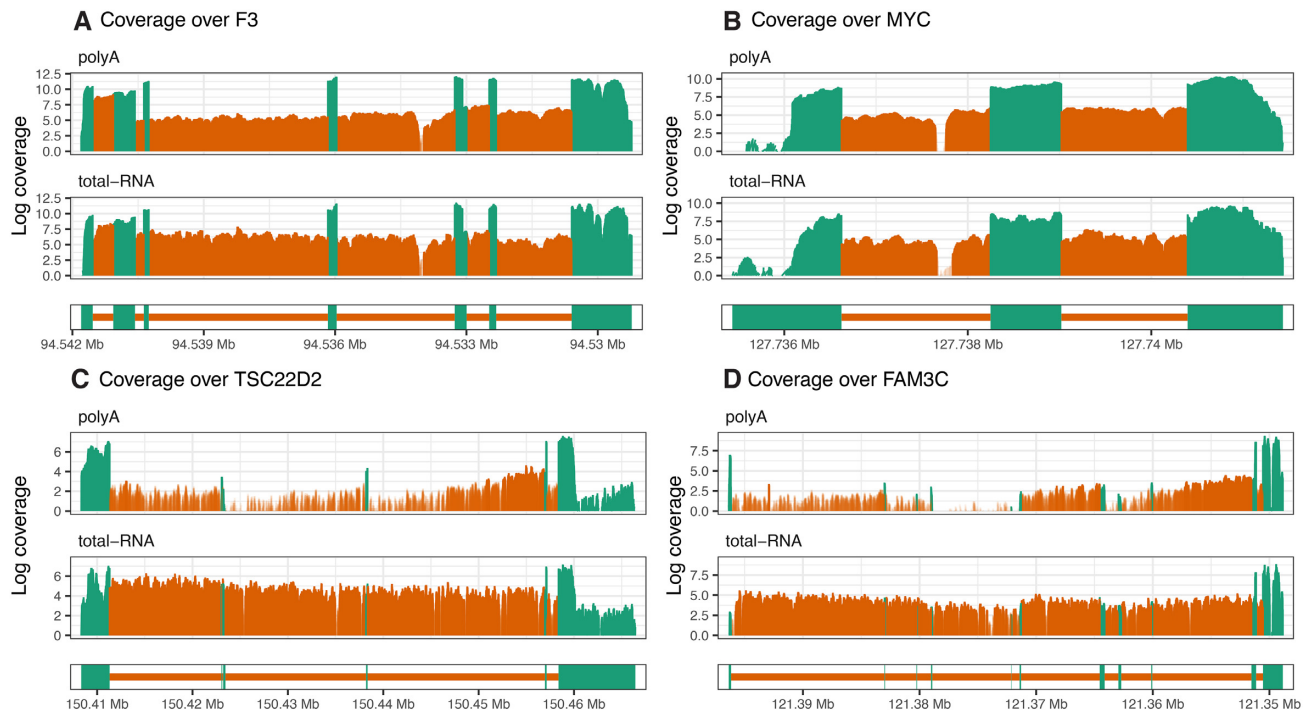 A Coverage over F3
polyA
12.5
10.0
7.5
5.0
2.5
0.0
total−RNA
12.5
10.0
7.5
5.0
2.5
0.0
Log coverage
94.542 Mb 94.539 Mb 94.536 Mb 94.533 Mb 94.53 Mb
B Coverage over MYC
polyA
10.0
7.5
5.0
2.5
0.0
total−RNA
10.0
7.5
5.0
2.5
0.0
Log coverage
127.736 Mb 127.738 Mb 127.74 Mb
C Coverage over TSC22D2
polyA
6
4
2
0
total−RNA
6
4
2
0
Log coverage
150.41 Mb 150.42 Mb 150.43 Mb 150.44 Mb 150.45 Mb 150.46 Mb
D Coverage over FAM3C
polyA
7.5
5.0
2.5
0.0
total−RNA
7.5
5.0
2.5
0.0
Log coverage
121.39 Mb 121.38 Mb 121.37 Mb 121.36 Mb 121.35 Mb